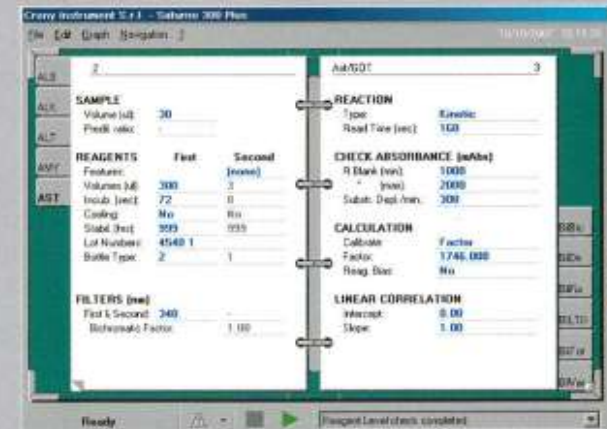 Crony Instrument S.r.l. - Saturno 300 Plus
File Edit Graph Navigation ?
ALB
ALK
ALT
AMY
AST
2
SAMPLE
Volume (ul): 30
Predil. ratio: -
REAGENTS First Second
Features: (none)
Volumes (ul): 300 3
Incub. (sec): 72 0
Cooling: No No
Stabil. (hrs): 999 999
Lot Numbers: 4540 1
Bottle Type: 2 1
FILTERS (nm)
First & Second: 340 -
Bichromatic Factor: 1.00
Ast/GOT 3
REACTION
Type: Kinetic
Read Time (sec): 160
CHECK ABSORBANCE (mAbs)
R.Blank (min): 1000
" (max): 2000
Substr. Depl./min.: 300
CALCULATION
Calibrate: Factor
Factor: 1746.000
Reag. Blas: No
LINEAR CORRELATION
Intercept: 0.00
Slope: 1.00
Ready
Reagent Level check completed.